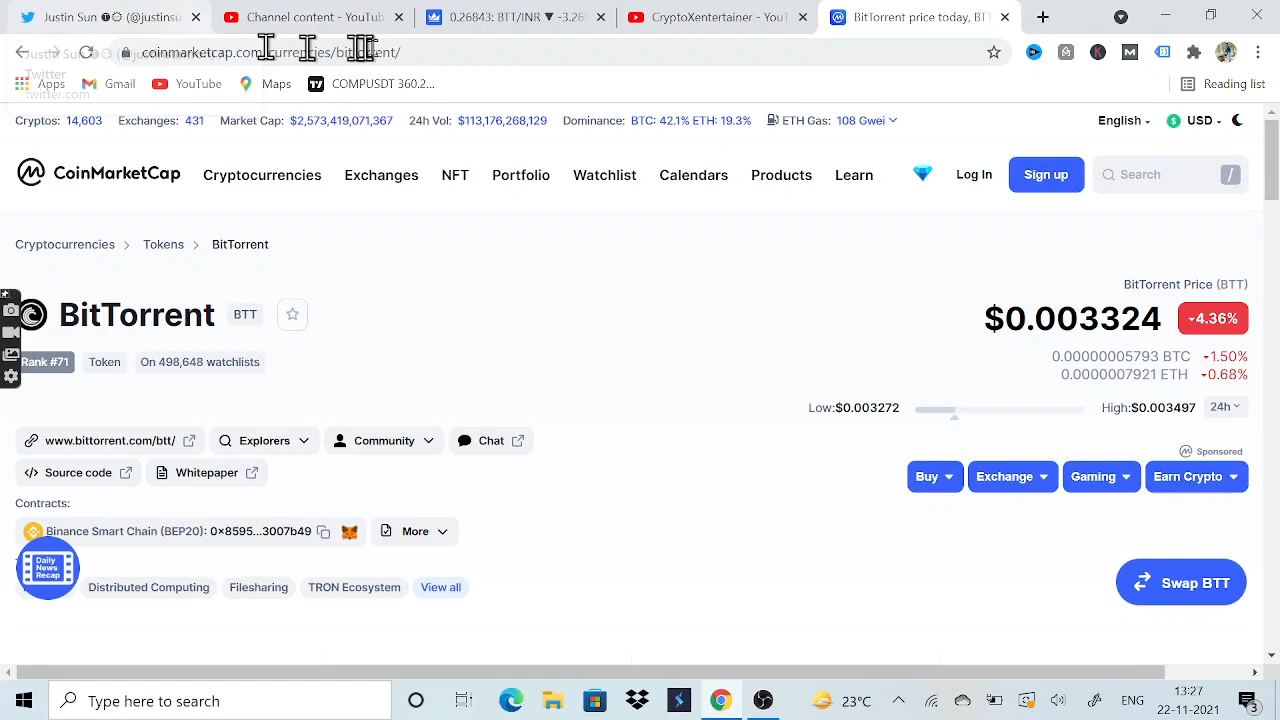 Justin Sun (@justinsu
Channel content - YouTub
0.26843: BTT/INR ▼ -3.26
CryptoXentertainer - YouT
BitTorrent price today, BT
coinmarketcap.com/currencies/bittorrent/
Twitter
twitter.com
Apps
Gmail
YouTube
Maps
COMPUSDT 360.2...
Reading list
Cryptos: 14,603 Exchanges: 431 Market Cap: $2,573,419,071,367 24h Vol: $113,176,268,129 Dominance: BTC: 42.1% ETH: 19.3% ETH Gas: 108 Gwei
English
USD
CoinMarketCap
Cryptocurrencies
Exchanges
NFT
Portfolio
Watchlist
Calendars
Products
Learn
Log In
Sign up
Search
/
Cryptocurrencies > Tokens > BitTorrent
BitTorrent Price (BTT)
BitTorrent
BTT
$0.003324
4.36%
0.00000005793 BTC 1.50%
0.0000007921 ETH 0.68%
Rank #71
Token
On 498,648 watchlists
Low:$0.003272
High:$0.003497
24h
www.bittorrent.com/btt/
Explorers
Community
Chat
Sponsored
Source code
Whitepaper
Buy
Exchange
Gaming
Earn Crypto
Contracts:
Binance Smart Chain (BEP20): 0x8595...3007b49
More
Daily
News
Recap
Distributed Computing
Filesharing
TRON Ecosystem
View all
Swap BTT
Type here to search
23°C
ENG
13:27
22-11-2021
3